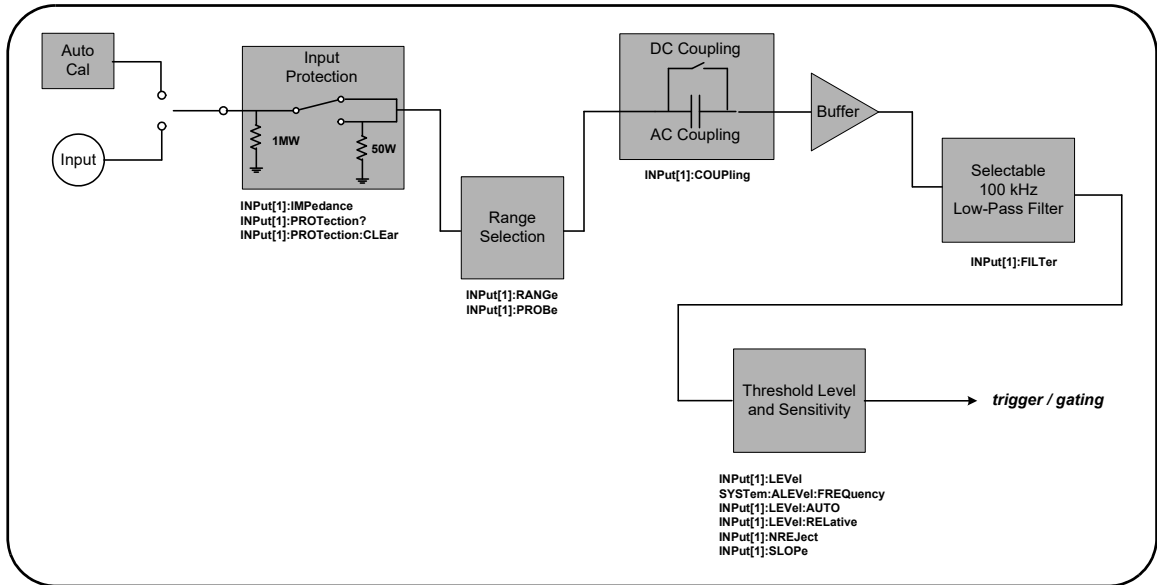 Auto
Cal
Input
Input
Protection
1MW
50W
INPut[1]:IMPedance
INPut[1]:PROTection?
INPut[1]:PROTection:CLEar
Range
Selection
INPut[1]:RANGe
INPut[1]:PROBe
DC Coupling
AC Coupling
INPut[1]:COUPling
Buffer
Selectable
100 kHz
Low-Pass Filter
INPut[1]:FILTer
Threshold Level
and Sensitivity
trigger / gating
INPut[1]:LEVel
SYSTem:ALEVel:FREQuency
INPut[1]:LEVel:AUTO
INPut[1]:LEVel:RELative
INPut[1]:NREJect
INPut[1]:SLOPe